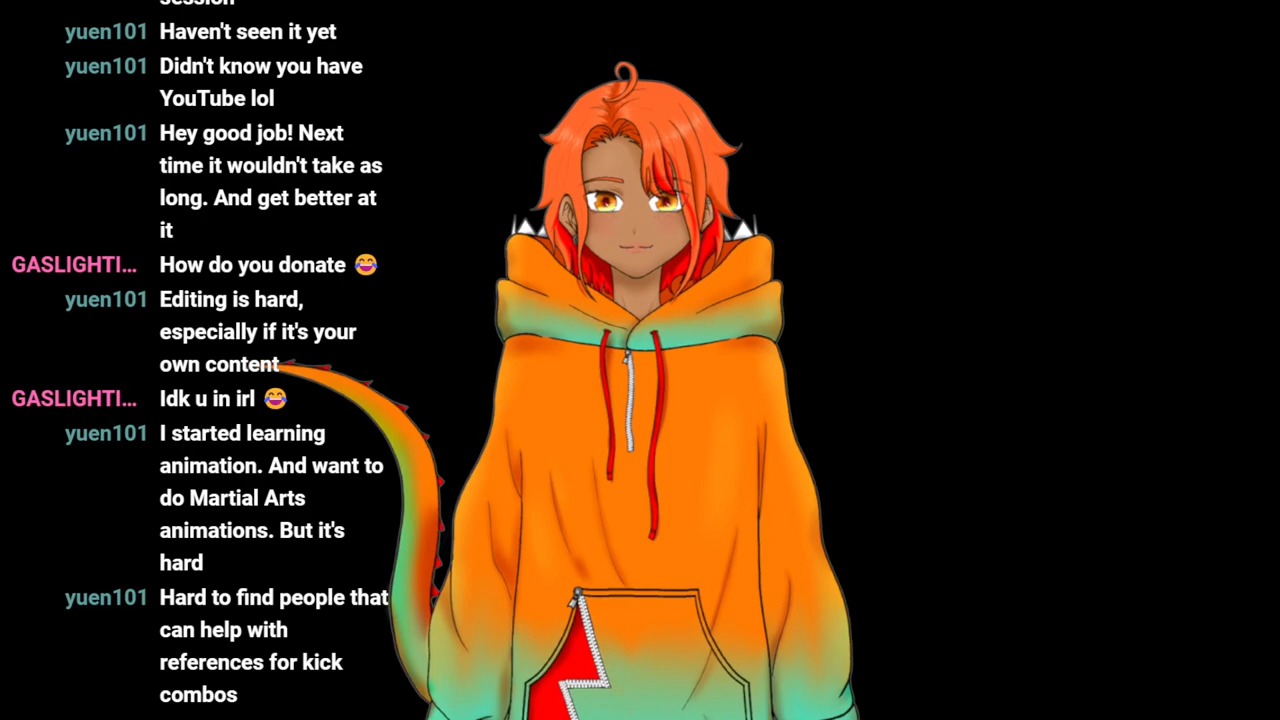 session
yuen101 Haven't seen it yet
yuen101 Didn't know you have
YouTube lol
yuen101 Hey good job! Next
time it wouldn't take as
long. And get better at
it
GASLIGHTI... How do you donate 😂
yuen101 Editing is hard,
especially if it's your
own content
GASLIGHTI... Idk u in irl 😂
yuen101 I started learning
animation. And want to
do Martial Arts
animations. But it's
hard
yuen101 Hard to find people that
can help with
references for kick
combos